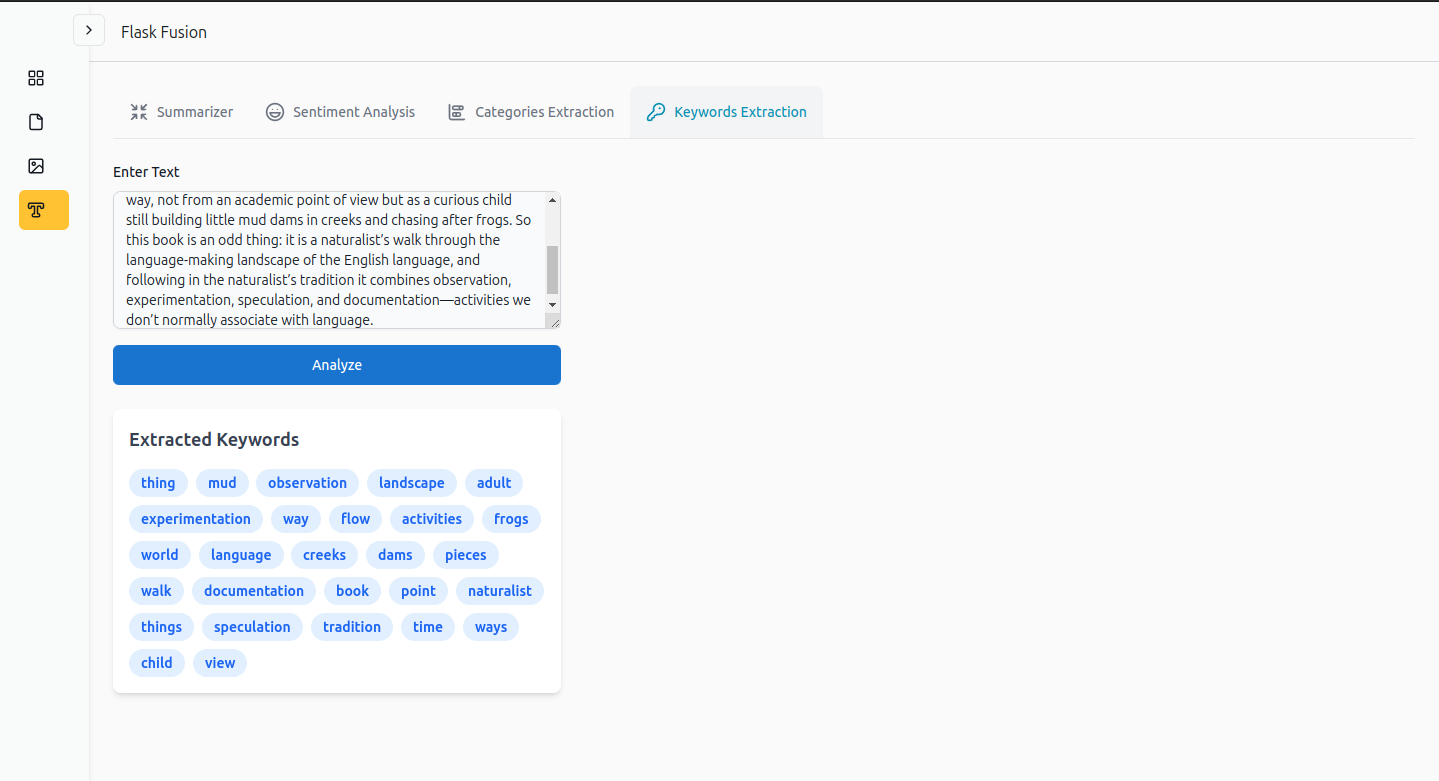 Flask Fusion
Summarizer Sentiment Analysis Categories Extraction Keywords Extraction
Enter Text
way, not from an academic point of view but as a curious child
still building little mud dams in creeks and chasing after frogs. So
this book is an odd thing: it is a naturalist’s walk through the
language-making landscape of the English language, and
following in the naturalist’s tradition it combines observation,
experimentation, speculation, and documentation—activities we
don’t normally associate with language.
Analyze
Extracted Keywords
thing mud observation landscape adult
experimentation way flow activities frogs
world language creeks dams pieces
walk documentation book point naturalist
things speculation tradition time ways
child view